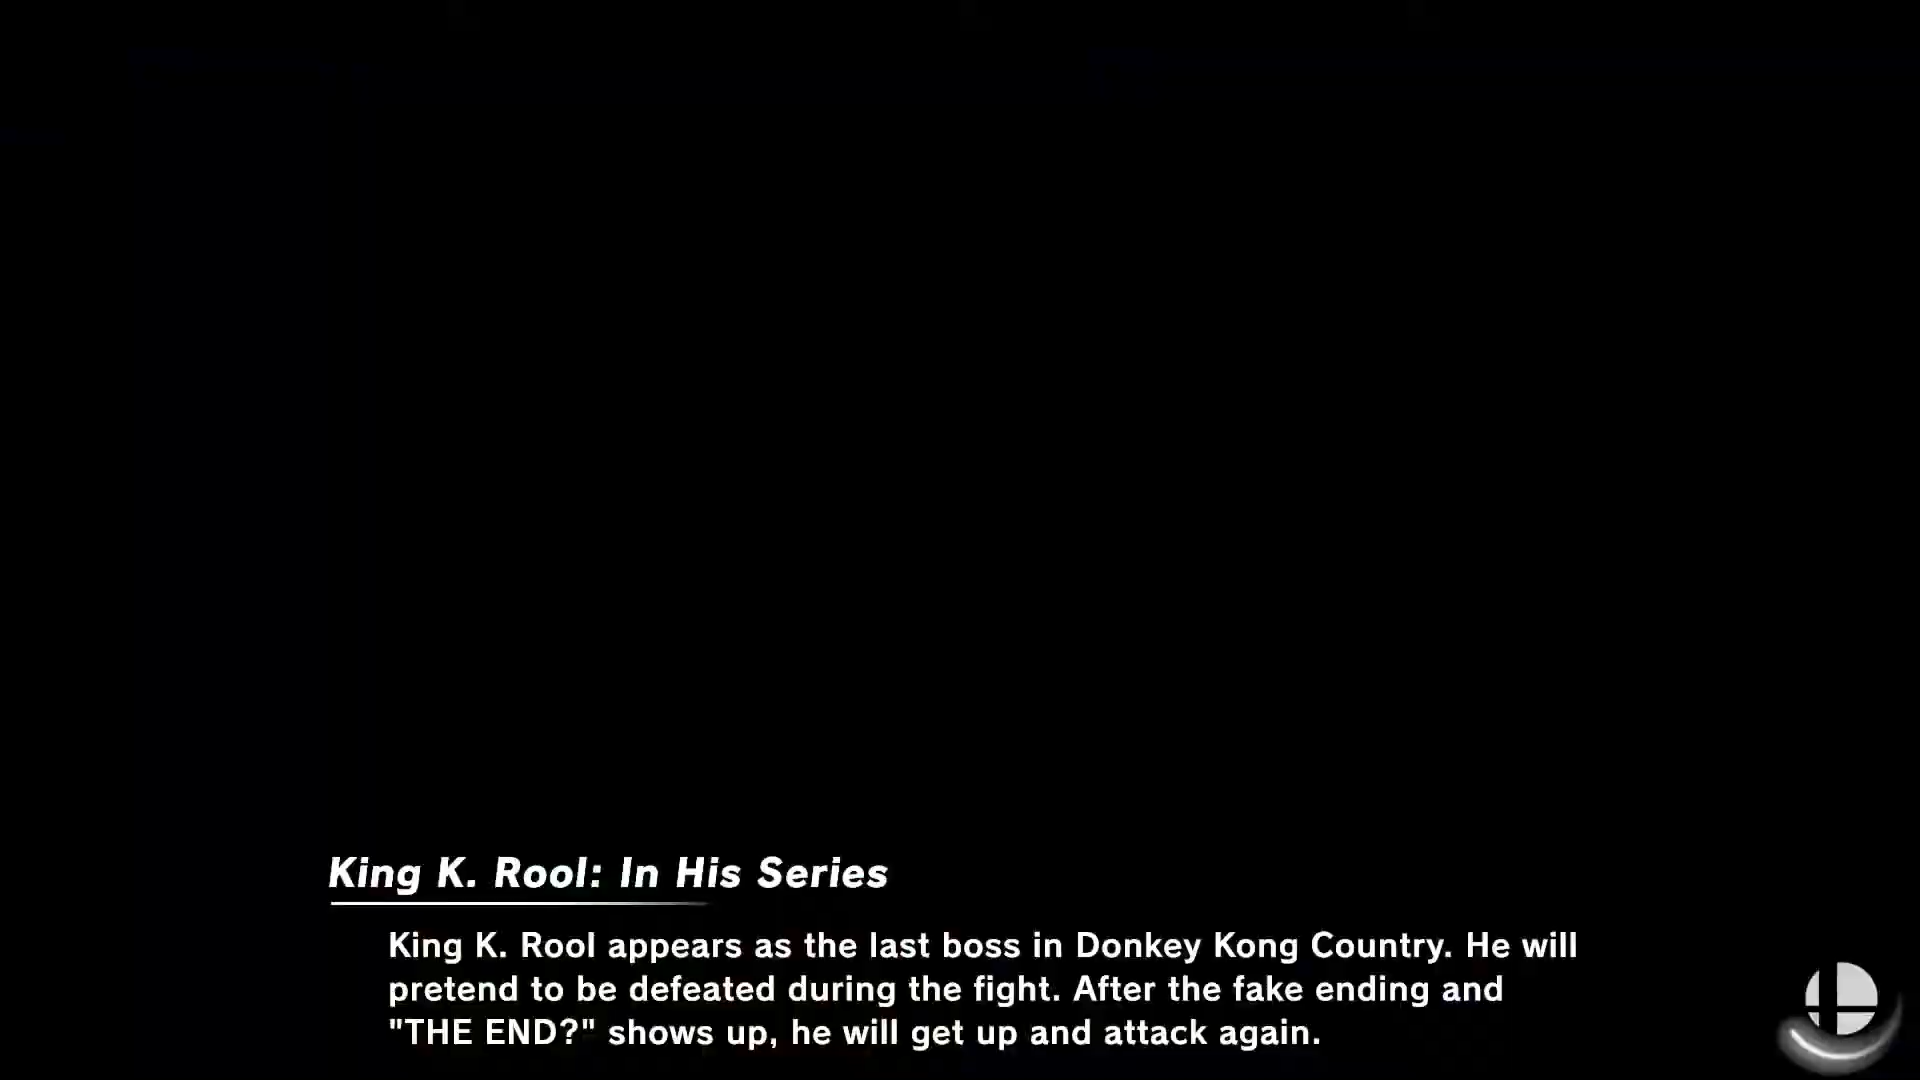 King K. Rool: In His Series
King K. Rool appears as the last boss in Donkey Kong Country. He will
pretend to be defeated during the fight. After the fake ending and
"THE END?" shows up, he will get up and attack again.